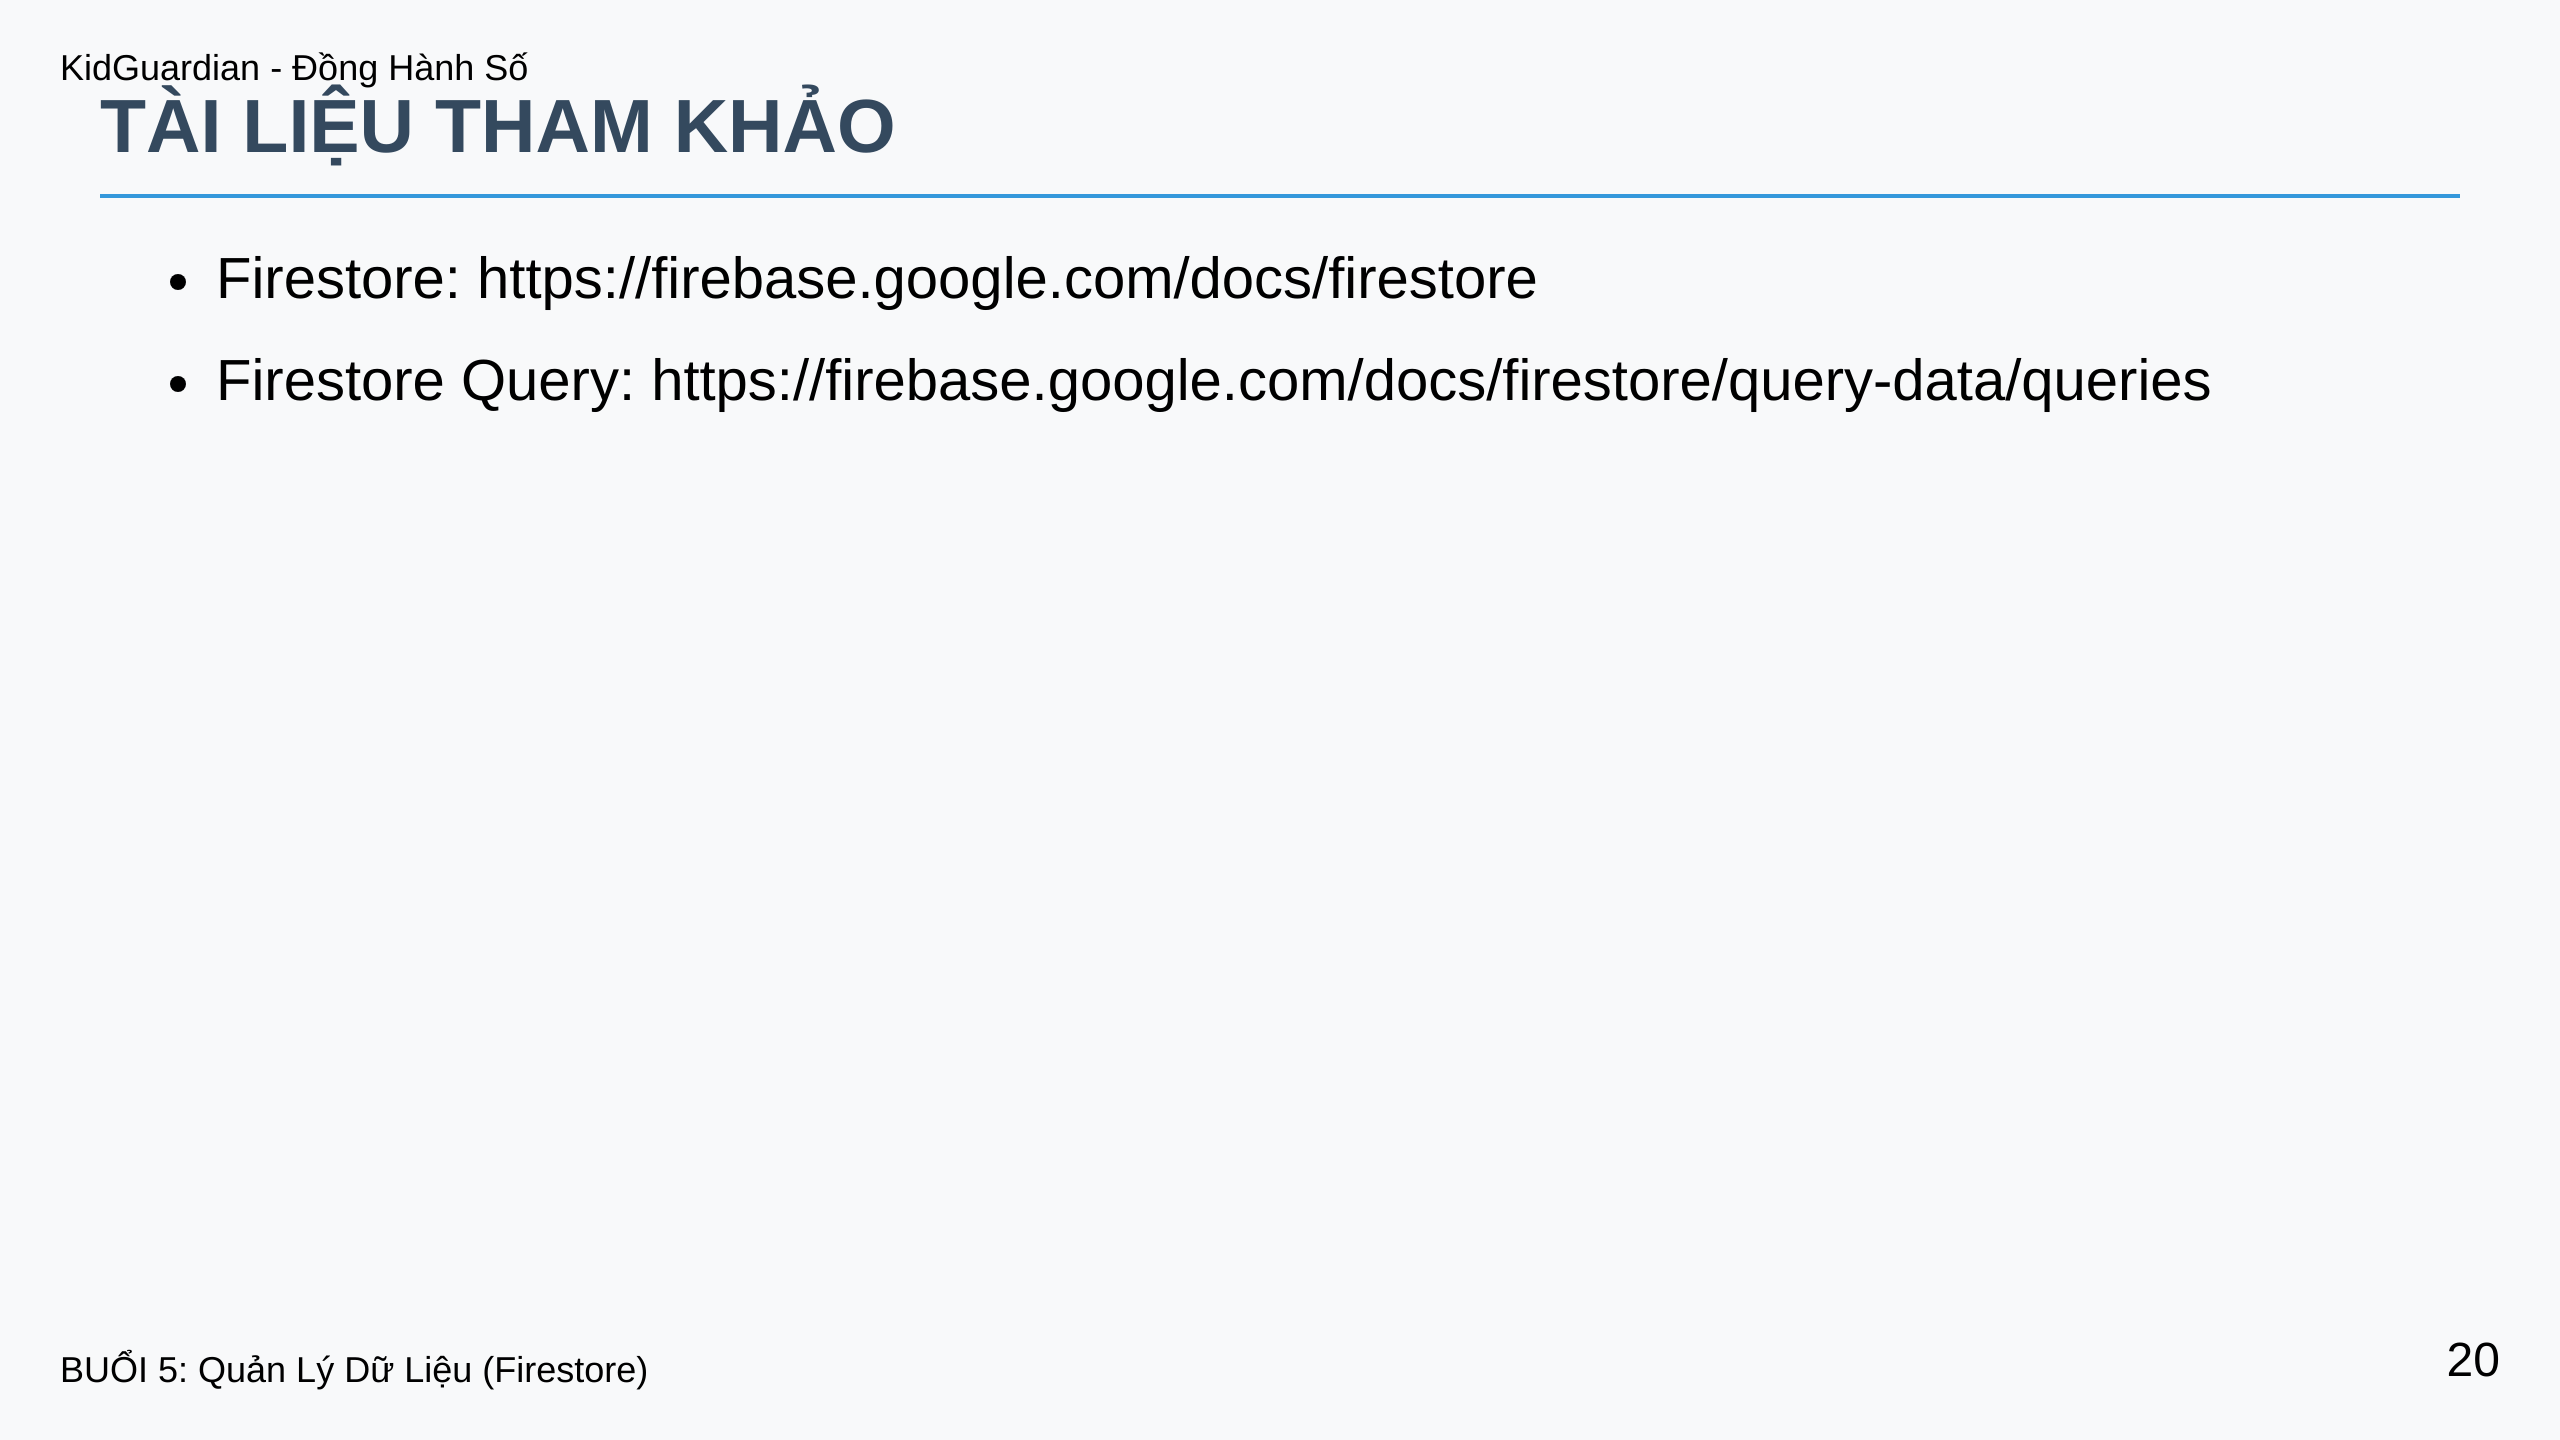 KidGuardian - Đồng Hành Số
TÀI LIỆU THAM KHẢO
• Firestore: https://firebase.google.com/docs/firestore
• Firestore Query: https://firebase.google.com/docs/firestore/query-data/queries
BUỔI 5: Quản Lý Dữ Liệu (Firestore)
20